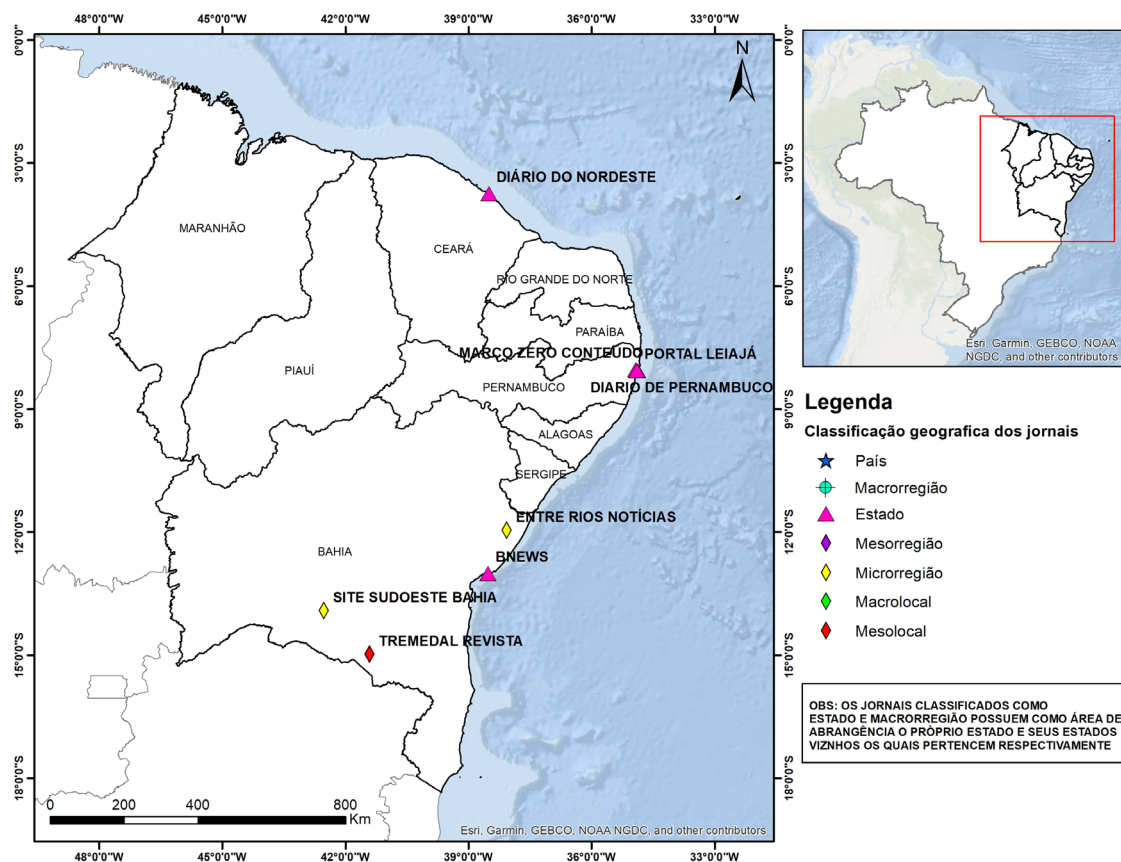 48°0'0"W 45°0'0"W 42°0'0"W 39°0'0"W 36°0'0"W 33°0'0"W
0°0'0"
3°0'0"S
6°0'0"S
9°0'0"S
12°0'0"S
15°0'0"S
18°0'0"S
N
DIÁRIO DO NORDESTE
MARANHÃO
CEARÁ
RIO GRANDE DO NORTE
PARAÍBA
MARCO ZERO CONTEÚDO
PORTAL LEIAJÁ
PIAUÍ
PERNAMBUCO
DIARIO DE PERNAMBUCO
ALAGOAS
SERGIPE
ENTRE RIOS NOTÍCIAS
BAHIA
BNEWS
SITE SUDOESTE BAHIA
TREMEDAL REVISTA
0 200 400 800
Km
Esri, Garmin, GEBCO, NOAA NGDC, and other contributors
0°0'0"
3°0'0"S
6°0'0"S
9°0'0"S
12°0'0"S
15°0'0"S
18°0'0"S
48°0'0"W 45°0'0"W 42°0'0"W 39°0'0"W 36°0'0"W 33°0'0"W
Esri, Garmin, GEBCO, NOAA
NGDC, and other contributors
Legenda
Classificação geografica dos jornais
País
Macrorregião
Estado
Mesorregião
Microrregião
Macrolocal
Mesolocal
OBS: OS JORNAIS CLASSIFICADOS COMO
ESTADO E MACRORREGIÃO POSSUEM COMO ÁREA DE
ABRANGÊNCIA O PRÒPRIO ESTADO E SEUS ESTADOS
VIZNHOS OS QUAIS PERTENCEM RESPECTIVAMENTE